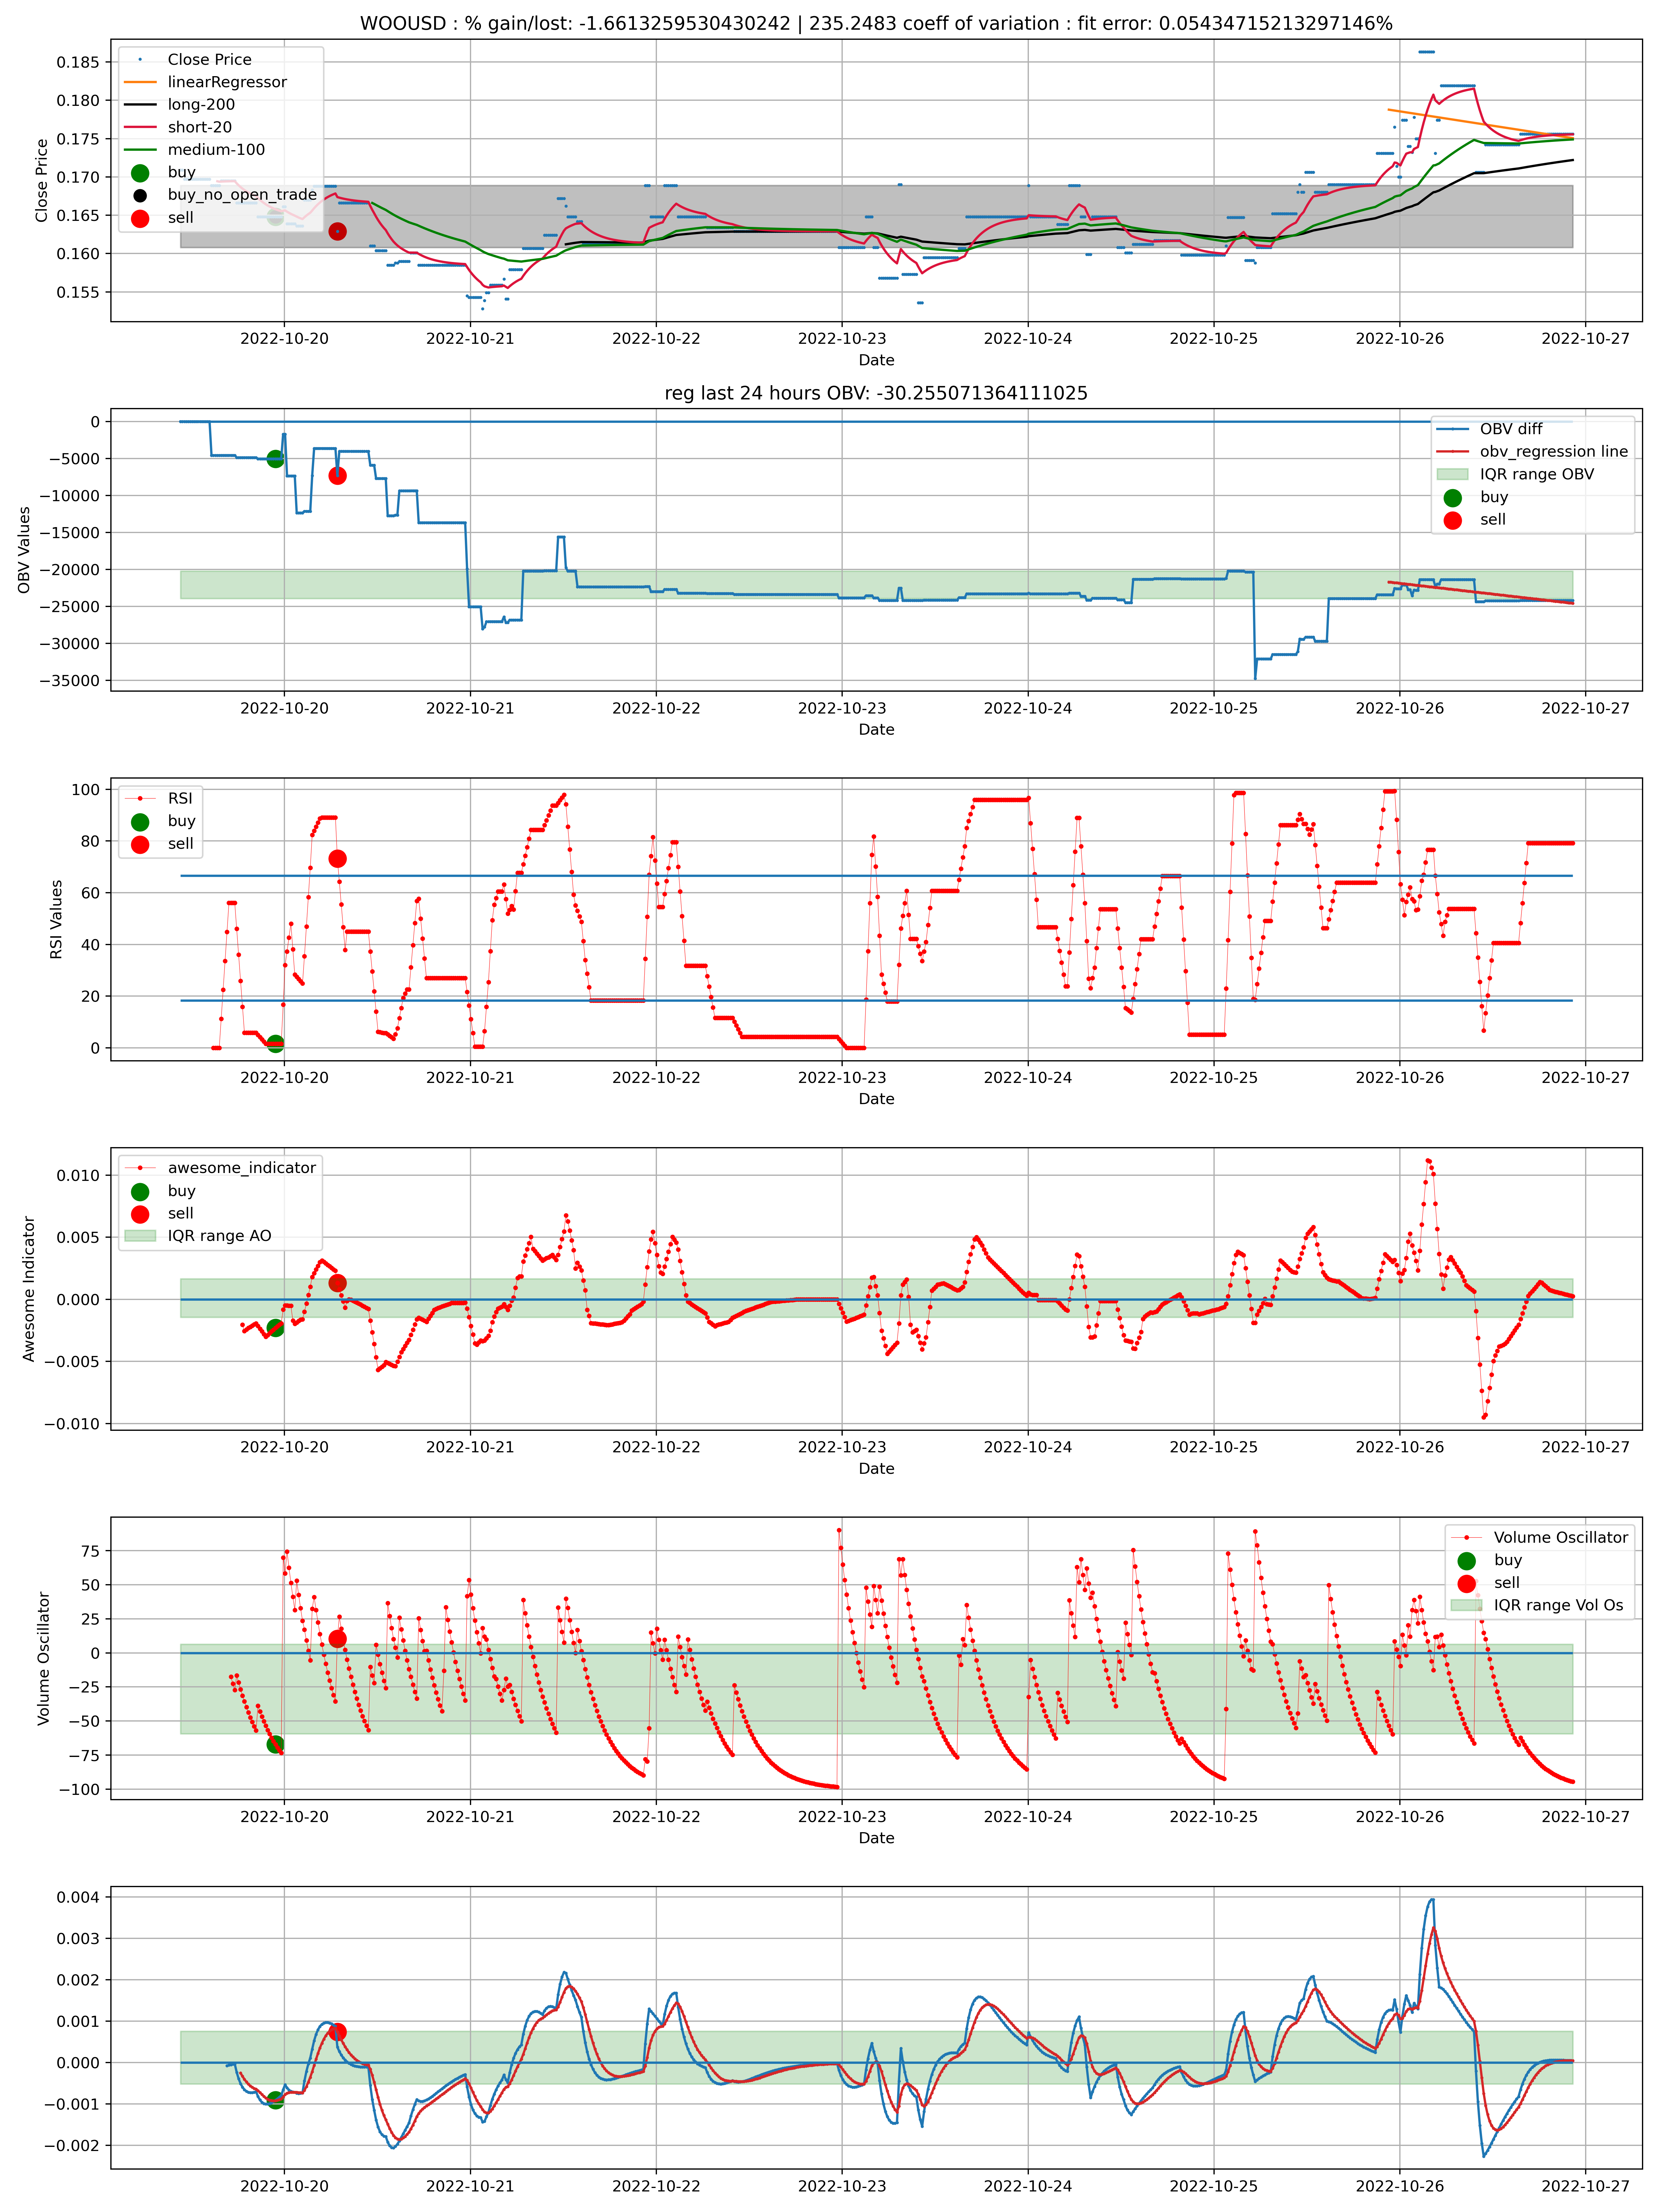 WOOUSD : % gain/lost: -1.6613259530430242 | 235.2483 coeff of variation : fit error: 0.05434715213297146%
Close Price
linearRegressor
long-200
short-20
medium-100
buy
buy_no_open_trade
sell
Close Price
0.185
0.180
0.175
0.170
0.165
0.160
0.155
2022-10-20 2022-10-21 2022-10-22 2022-10-23 2022-10-24 2022-10-25 2022-10-26 2022-10-27
Date
reg last 24 hours OBV: -30.255071364111025
OBV diff
obv_regression line
IQR range OBV
buy
sell
OBV Values
0
−5000
−10000
−15000
−20000
−25000
−30000
−35000
2022-10-20 2022-10-21 2022-10-22 2022-10-23 2022-10-24 2022-10-25 2022-10-26 2022-10-27
Date
RSI
buy
sell
RSI Values
100
80
60
40
20
0
2022-10-20 2022-10-21 2022-10-22 2022-10-23 2022-10-24 2022-10-25 2022-10-26 2022-10-27
Date
awesome_indicator
buy
sell
IQR range AO
Awesome Indicator
0.010
0.005
0.000
−0.005
−0.010
2022-10-20 2022-10-21 2022-10-22 2022-10-23 2022-10-24 2022-10-25 2022-10-26 2022-10-27
Date
Volume Oscillator
buy
sell
IQR range Vol Os
Volume Oscillator
75
50
25
0
−25
−50
−75
−100
2022-10-20 2022-10-21 2022-10-22 2022-10-23 2022-10-24 2022-10-25 2022-10-26 2022-10-27
Date
0.004
0.003
0.002
0.001
0.000
−0.001
−0.002
2022-10-20 2022-10-21 2022-10-22 2022-10-23 2022-10-24 2022-10-25 2022-10-26 2022-10-27